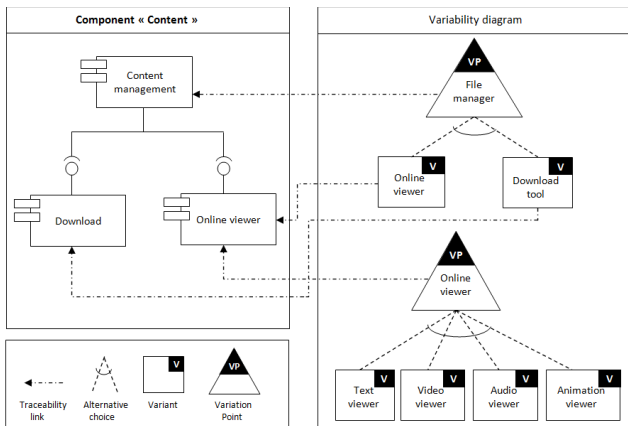 Component « Content »
Content
management
Download
Online viewer
Variability diagram
VP
File
manager
V
Online
viewer
V
Download
tool
VP
Online
viewer
V
Text
viewer
V
Video
viewer
V
Audio
viewer
V
Animation
viewer
Traceability
link
Alternative
choice
V
Variant
VP
Variation
Point